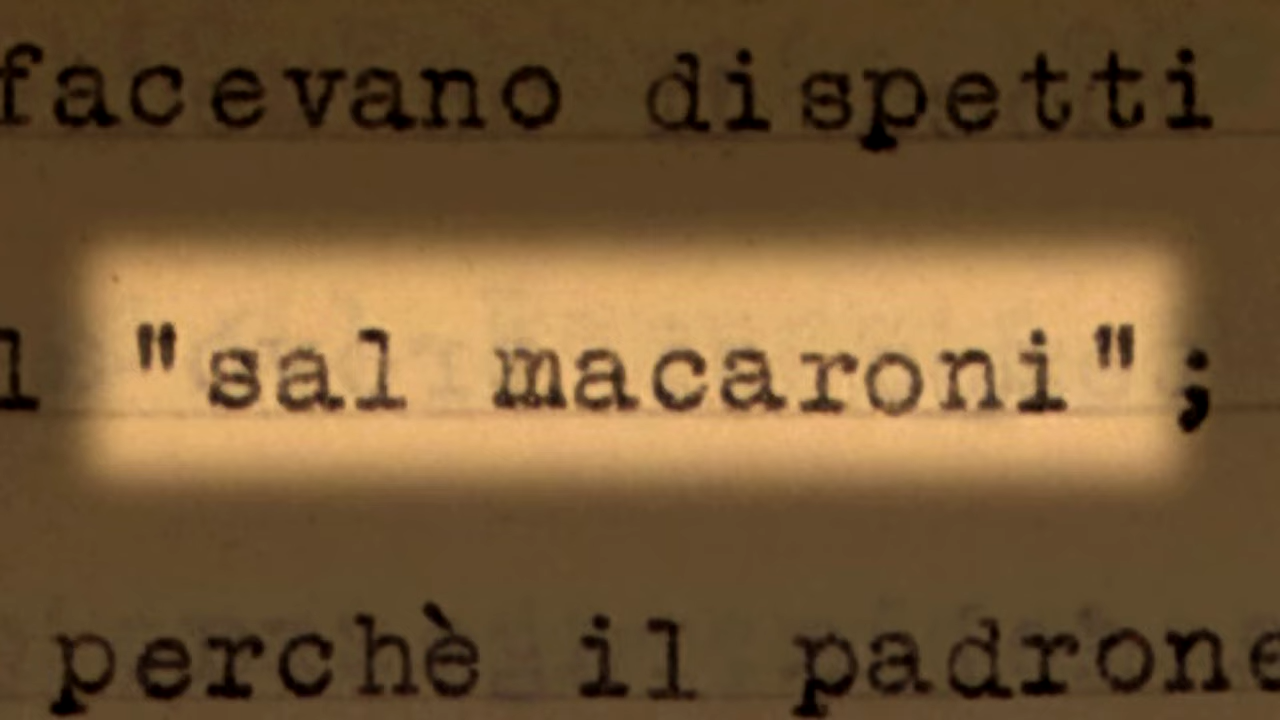 facevano dispetti
l "sal macaroni";
perchè il padrone